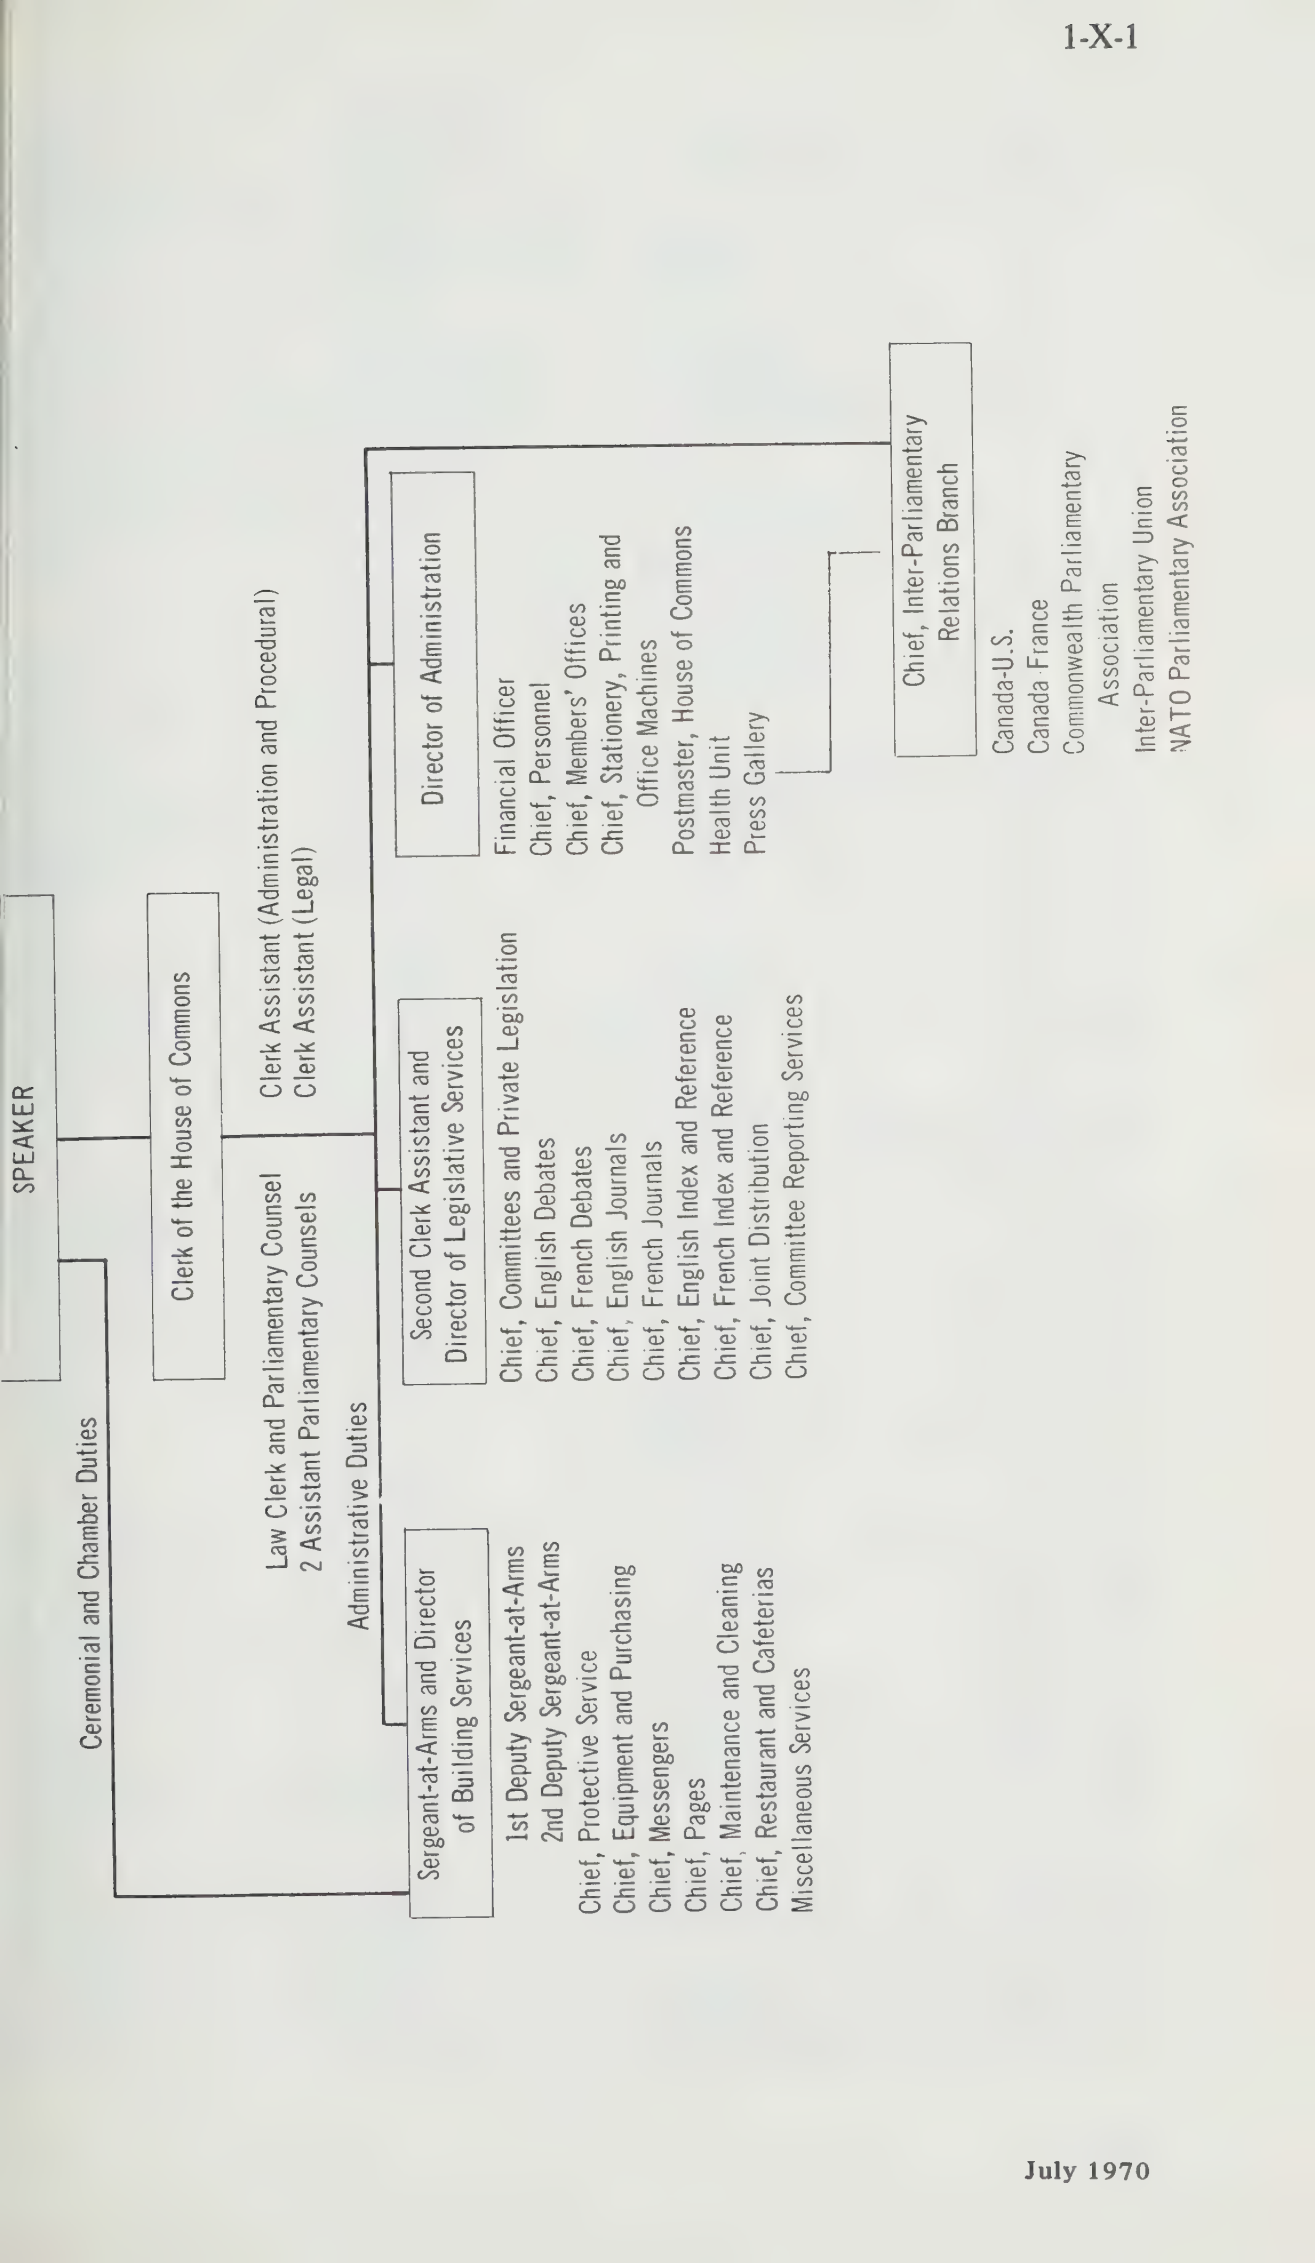 1-X-1
SPEAKER
Ceremonial and Chamber Duties
Clerk of the House of Commons
Law Clerk and Parliamentary Counsel
2 Assistant Parliamentary Counsels
Clerk Assistant (Administration and Procedural)
Clerk Assistant (Legal)
Administrative Duties
Sergeant-at-Arms and Director
of Building Services
1st Deputy Sergeant-at-Arms
2nd Deputy Sergeant-at-Arms
Chief, Protective Service
Chief, Equipment and Purchasing
Chief, Messengers
Chief, Pages
Chief, Maintenance and Cleaning
Chief, Restaurant and Cafeterias
Miscellaneous Services
Second Clerk Assistant and
Director of Legislative Services
Chief, Committees and Private Legislation
Chief, English Debates
Chief, French Debates
Chief, English Journals
Chief, French Journals
Chief, English Index and Reference
Chief, French Index and Reference
Chief, Joint Distribution
Chief, Committee Reporting Services
Director of Administration
Financial Officer
Chief, Personnel
Chief, Members' Offices
Chief, Stationery, Printing and
Office Machines
Postmaster, House of Commons
Health Unit
Press Gallery
Chief, Inter-Parliamentary
Relations Branch
Canada-U.S.
Canada-France
Commonwealth Parliamentary
Association
Inter-Parliamentary Union
NATO Parliamentary Association
July 1970